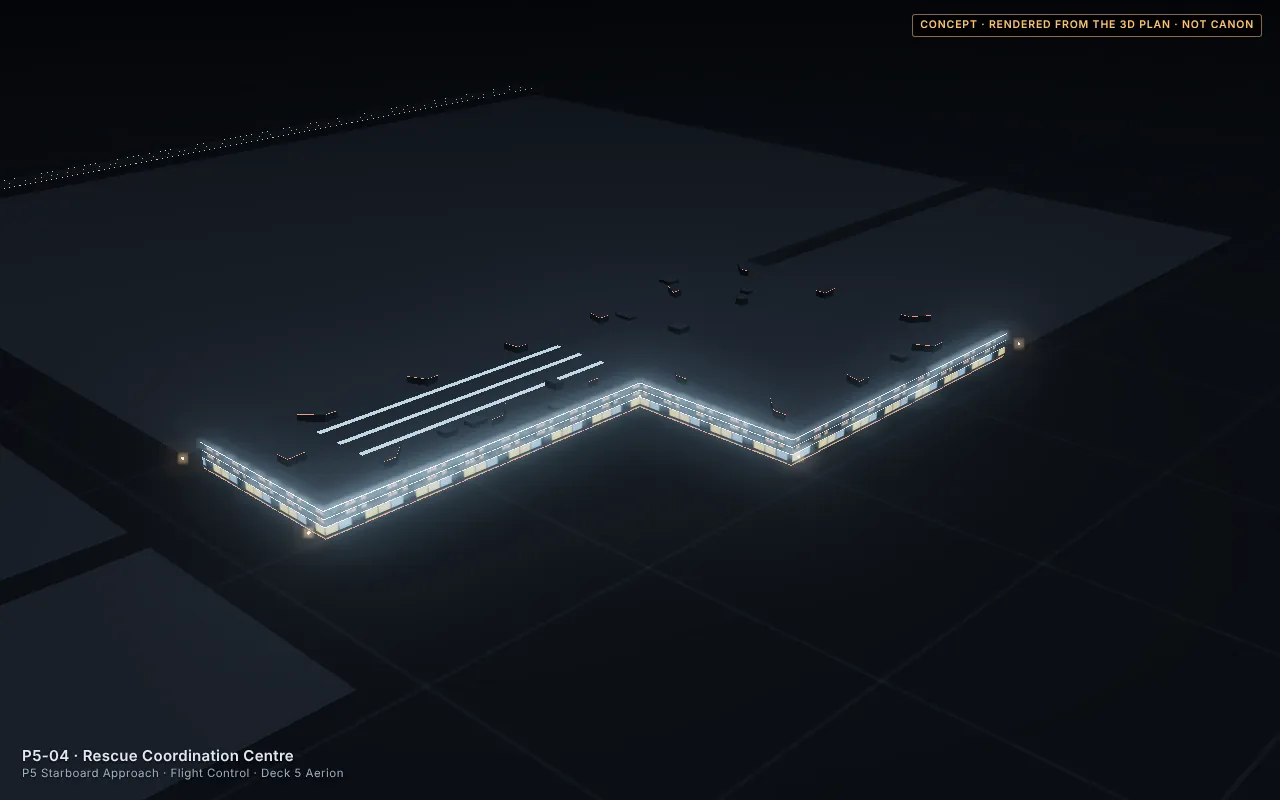 CONCEPT · RENDERED FROM THE 3D PLAN · NOT CANON
P5-04 · Rescue Coordination Centre
P5 Starboard Approach · Flight Control · Deck 5 Aerion